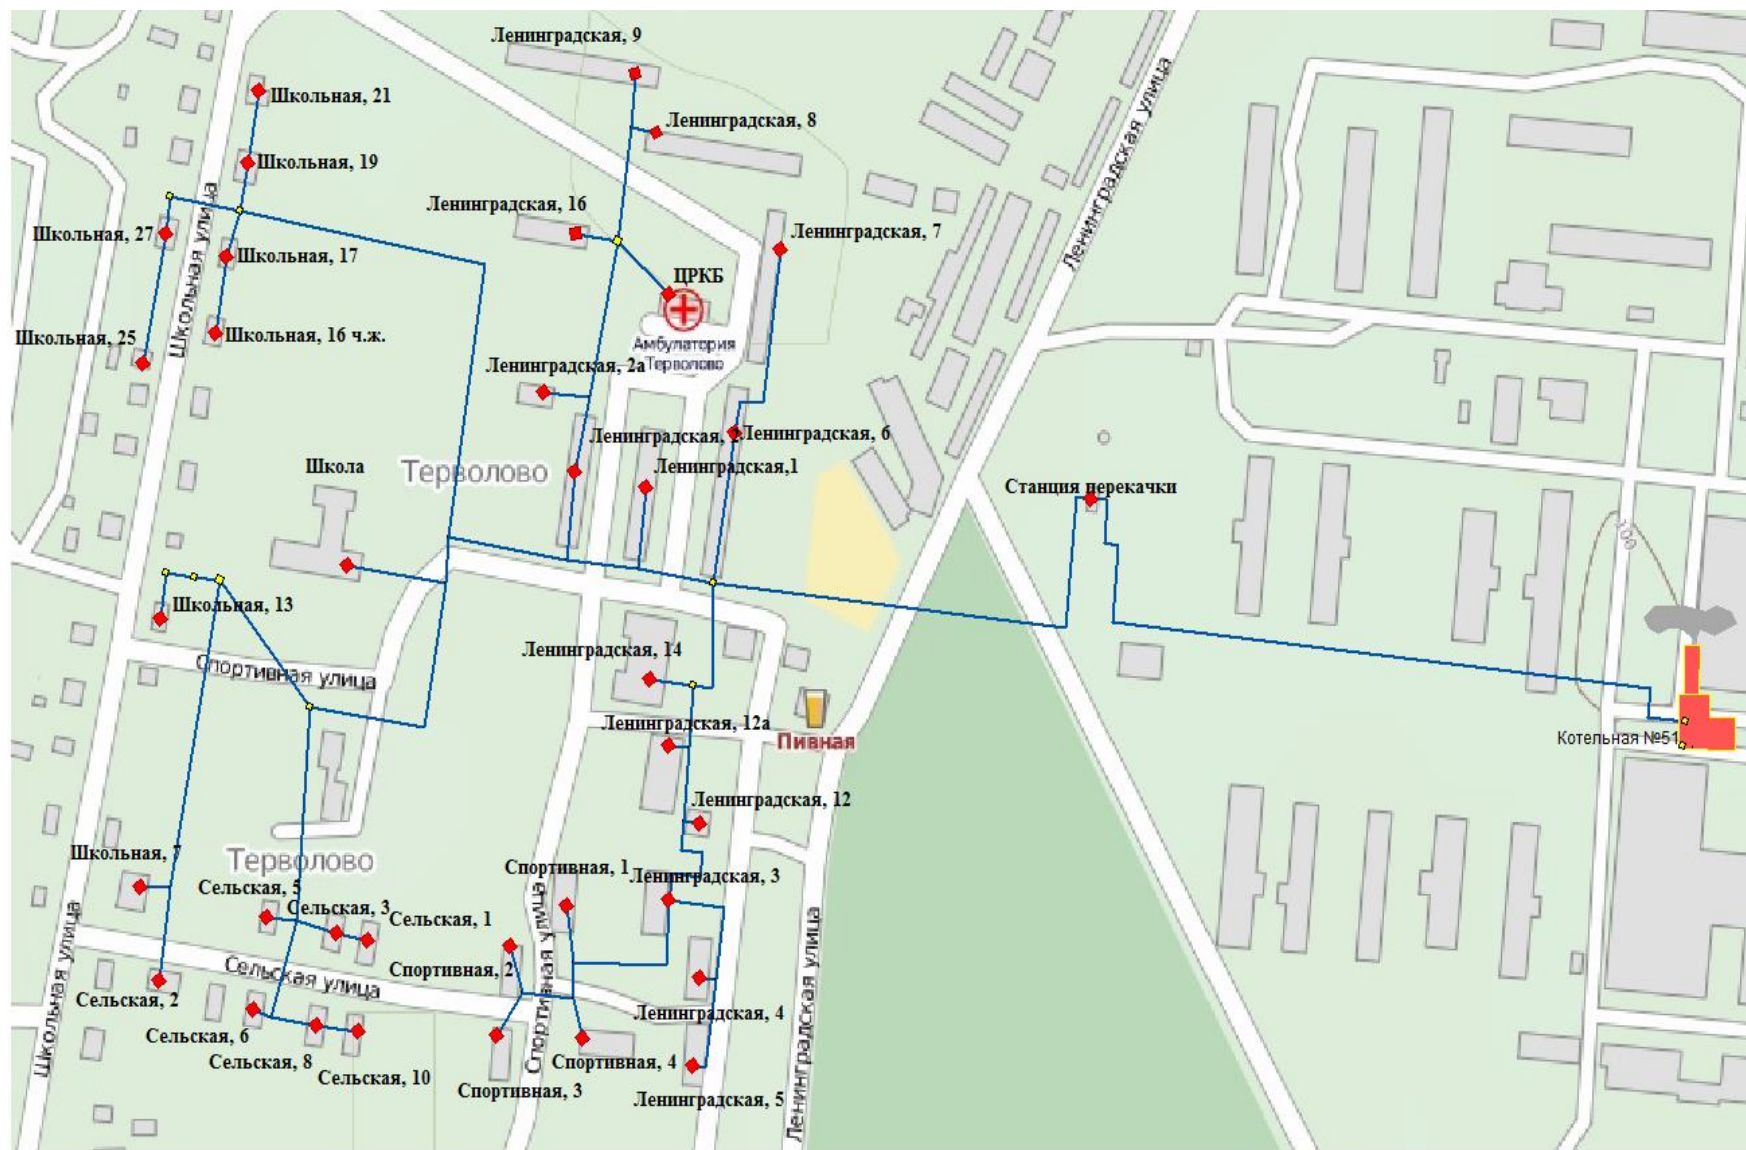 Ленинградская, 9
Школьная, 21
Ленинградская, 8
Школьная, 19
Ленинградская улица
Школьная улица
Ленинградская, 16
Школьная, 27
Ленинградская, 7
Школьная, 17
ЦРКБ
Школьная, 25
Школьная, 16 ч.ж.
Амбулатория
Терволово
Ленинградская, 2а
Ленинградская, 2
Ленинградская, 6
Школа
Терволово
Ленинградская,1
Станция перекачки
100
Школьная, 13
Спортивная улица
Ленинградская, 14
Ленинградская, 12а
Пивная
Котельная №51
Ленинградская, 12
Школьная, 7
Терволово
Спортивная, 1
Ленинградская, 3
Сельская, 5
Сельская, 3
Сельская, 1
Спортивная улица
Школьная улица
Ленинградская улица
Сельская улица
Спортивная, 2
Сельская, 2
Ленинградская, 4
Сельская, 6
Сельская, 8
Спортивная, 4
Сельская, 10
Спортивная, 3
Ленинградская, 5